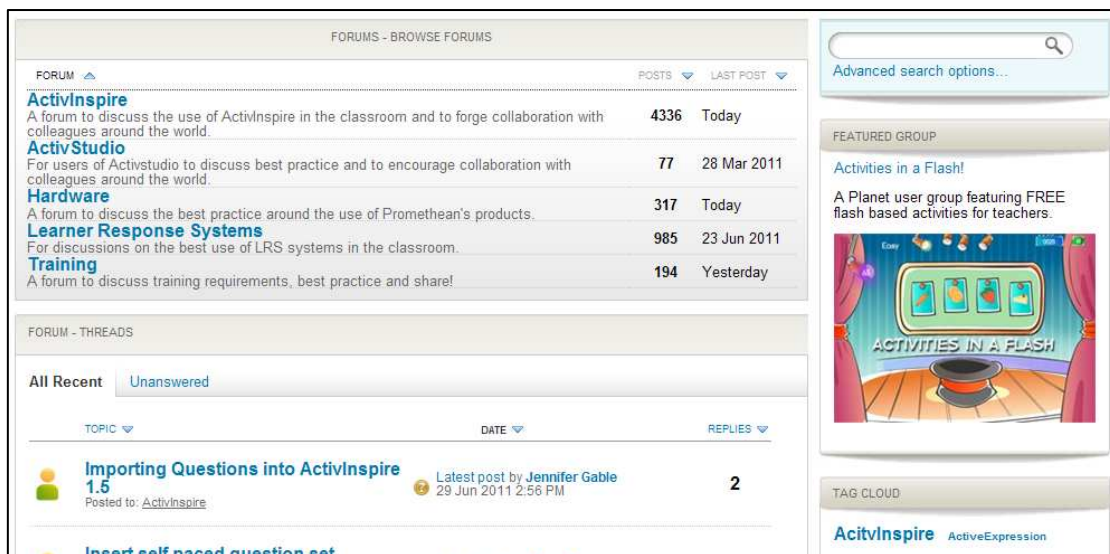 FORUMS - BROWSE FORUMS
FORUM POSTS LAST POST
ActivInspire
A forum to discuss the use of ActivInspire in the classroom and to forge collaboration with
colleagues around the world.
4336 Today
ActivStudio
For users of Activstudio to discuss best practice and to encourage collaboration with
colleagues around the world.
77 28 Mar 2011
Hardware
A forum to discuss the best practice around the use of Promethean's products.
317 Today
Learner Response Systems
For discussions on the best use of LRS systems in the classroom.
985 23 Jun 2011
Training
A forum to discuss training requirements, best practice and share!
194 Yesterday
FORUM - THREADS
All Recent Unanswered
TOPIC DATE REPLIES
Importing Questions into ActivInspire
1.5
Posted to: ActivInspire
Latest post by Jennifer Gable
29 Jun 2011 2:56 PM
2
Insert self paced question set
Advanced search options...
FEATURED GROUP
Activities in a Flash!
A Planet user group featuring FREE
flash based activities for teachers.
Easy
ACTIVITIES IN A FLASH
TAG CLOUD
AcitvInspire ActiveExpression